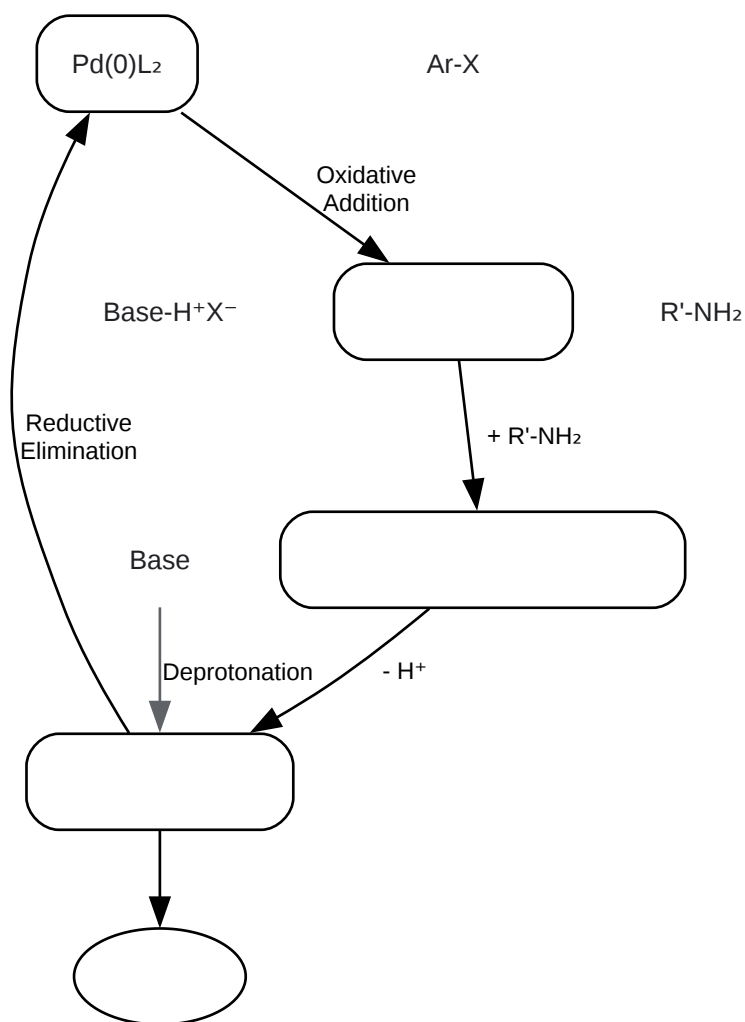 Pd(0)L₂
Ar-X
Oxidative
Addition
Base-H⁺X⁻
R'-NH₂
Reductive
Elimination
+ R'-NH₂
Base
Deprotonation
- H⁺